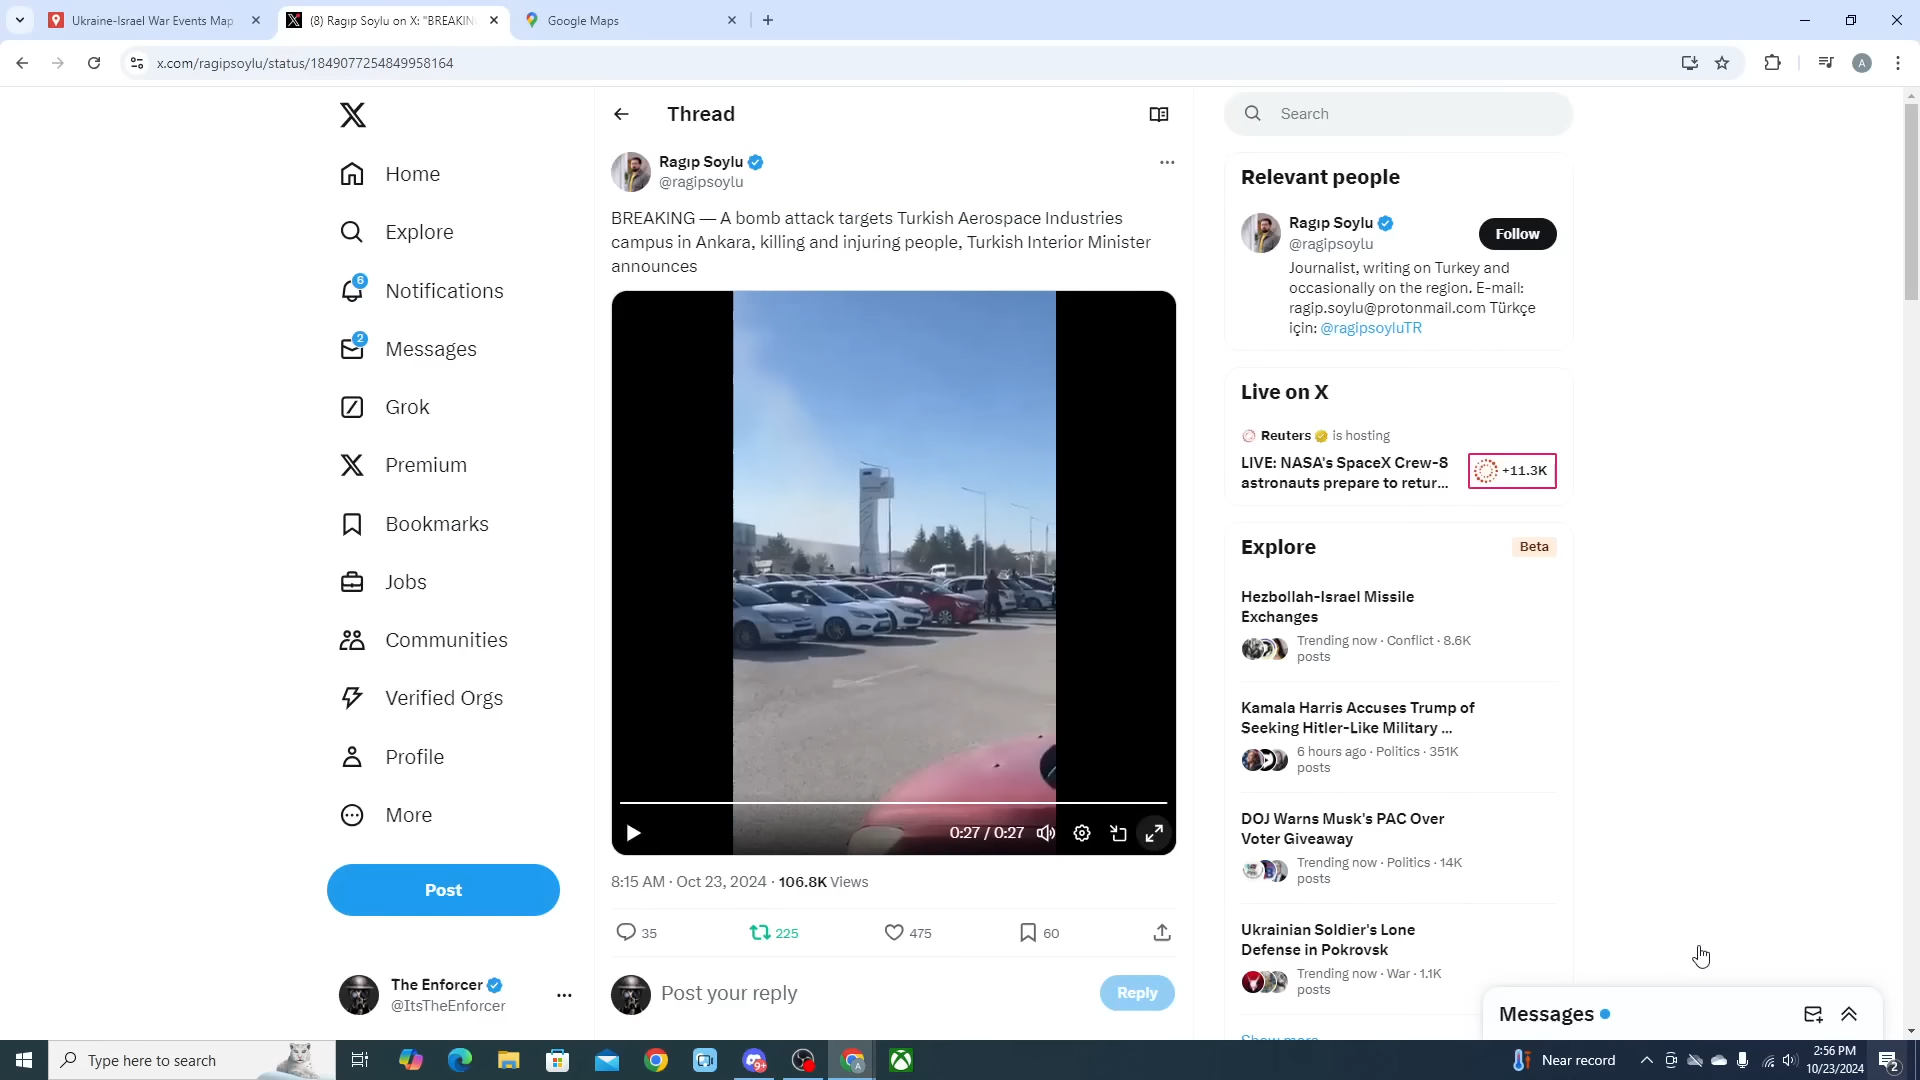 Ukraine-Israel War Events Map
(8) Ragıp Soylu on X: "BREAKIN
Google Maps
x.com/ragipsoylu/status/1849077254849958164
A
Thread
Search
Home
Explore
6
Notifications
2
Messages
Grok
Premium
Bookmarks
Jobs
Communities
Verified Orgs
Profile
More
Post
The Enforcer
@ItsTheEnforcer
Ragıp Soylu
@ragipsoylu
BREAKING — A bomb attack targets Turkish Aerospace Industries
campus in Ankara, killing and injuring people, Turkish Interior Minister
announces
0:27 / 0:27
8:15 AM · Oct 23, 2024 · 106.8K Views
35
225
475
60
Post your reply
Reply
Relevant people
Ragıp Soylu
@ragipsoylu
Follow
Journalist, writing on Turkey and
occasionally on the region. E-mail:
ragip.soylu@protonmail.com Türkçe
için: @ragipsoyluTR
Live on X
Reuters is hosting
LIVE: NASA's SpaceX Crew-8
astronauts prepare to retur...
+11.3K
Explore
Beta
Hezbollah-Israel Missile
Exchanges
Trending now · Conflict · 8.6K
posts
Kamala Harris Accuses Trump of
Seeking Hitler-Like Military ...
6 hours ago · Politics · 351K
posts
DOJ Warns Musk's PAC Over
Voter Giveaway
Trending now · Politics · 14K
posts
Ukrainian Soldier's Lone
Defense in Pokrovsk
Trending now · War · 1.1K
posts
Show more
Messages
Type here to search
9+
A
Near record
2:56 PM
10/23/2024
2